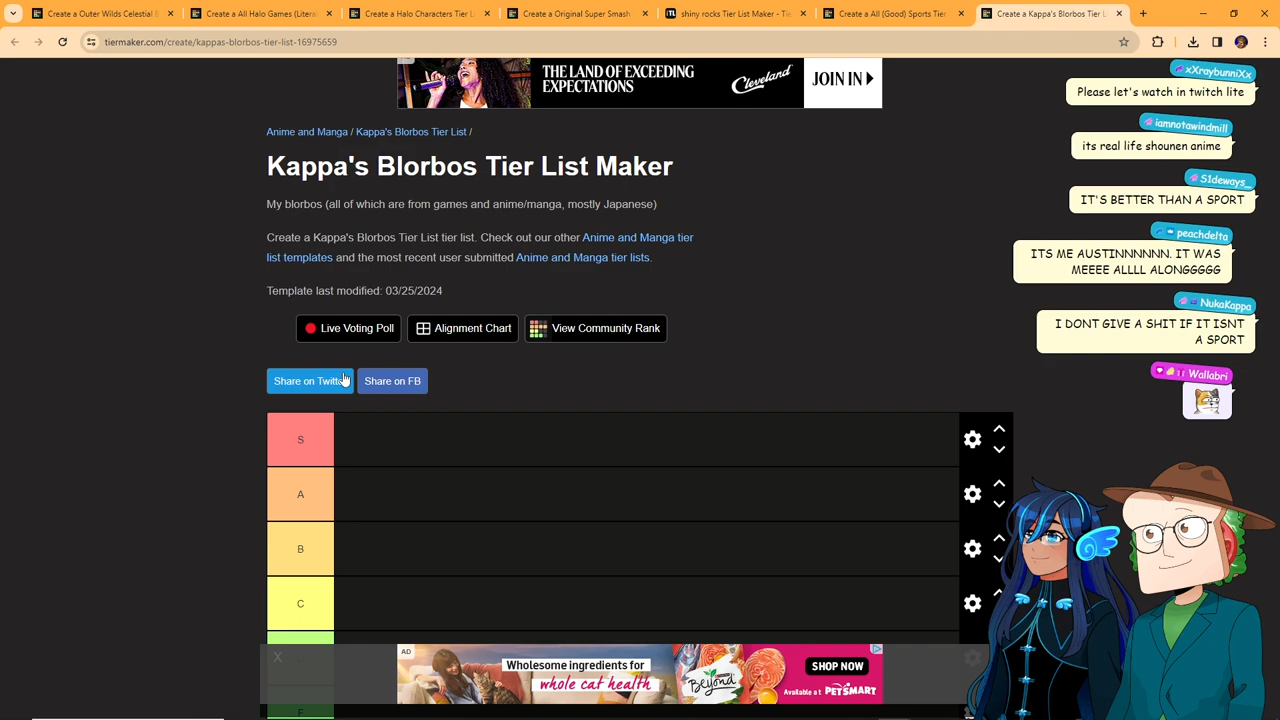 Create a Outer Wilds Celestial B
Create a All Halo Games (Litera
Create a Halo Characters Tier L
Create a Original Super Smash
shiny rocks Tier List Maker - Tie
Create a All (Good) Sports Tier
Create a Kappa's Blorbos Tier L
tiermaker.com/create/kappas-blorbos-tier-list-16975659
THE LAND OF EXCEEDING
EXPECTATIONS
Cleveland
JOIN IN
Anime and Manga / Kappa's Blorbos Tier List /
Kappa's Blorbos Tier List Maker
My blorbos (all of which are from games and anime/manga, mostly Japanese)
Create a Kappa's Blorbos Tier List tier list. Check out our other Anime and Manga tier
list templates and the most recent user submitted Anime and Manga tier lists.
Template last modified: 03/25/2024
Live Voting Poll
Alignment Chart
View Community Rank
Share on Twitt
Share on FB
S
A
B
C
F
X
AD
Wholesome ingredients for
whole cat health
Beyond
SHOP NOW
Available at PETSMART
xXraybunniXx
Please let's watch in twitch lite
iamnotawindmill
its real life shounen anime
S1deways_
IT'S BETTER THAN A SPORT
peachdelta
ITS ME AUSTINNNNNN. IT WAS
MEEEE ALLLL ALONGGGGG
NukaKappa
I DONT GIVE A SHIT IF IT ISNT
A SPORT
Wallabri